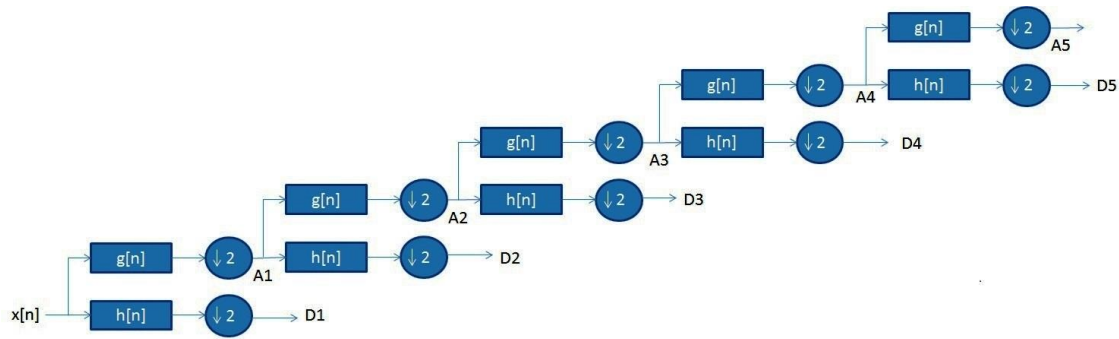 g[n] ↓ 2 A5
g[n] ↓ 2 A4 h[n] ↓ 2 D5
g[n] ↓ 2 A3 h[n] ↓ 2 D4
g[n] ↓ 2 A2 h[n] ↓ 2 D3
g[n] ↓ 2 A1 h[n] ↓ 2 D2
x[n] h[n] ↓ 2 D1